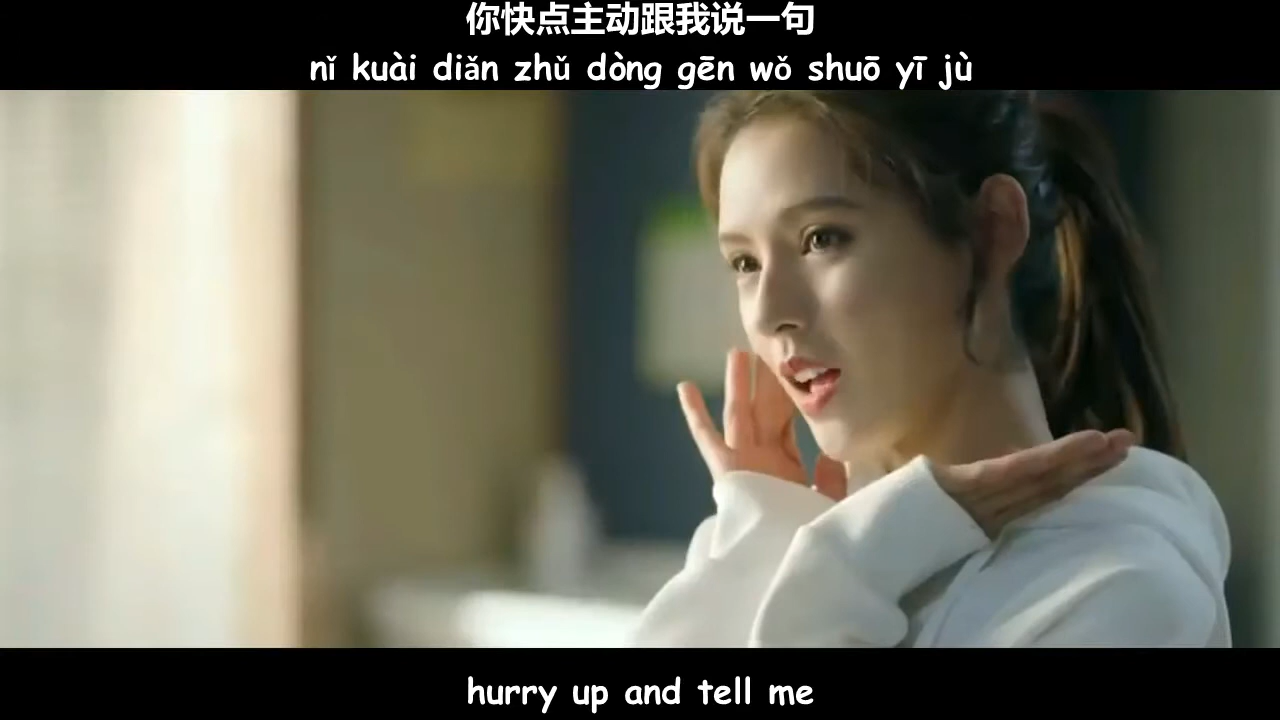 你快点主动跟我说一句
nǐ kuài diǎn zhǔ dòng gēn wǒ shuō yī jù
hurry up and tell me